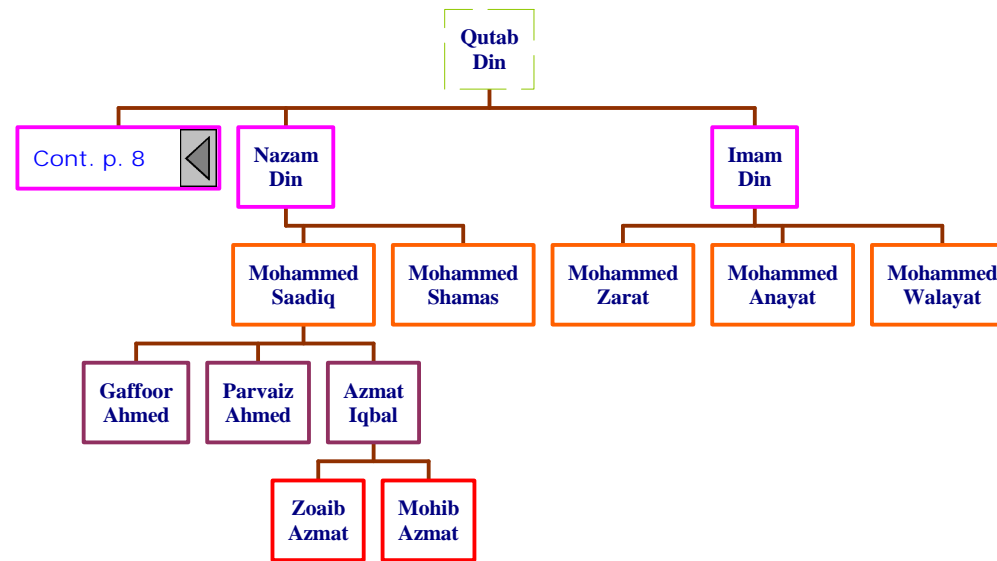 Qutab
Din
Cont. p. 8
Nazam
Din
Imam
Din
Mohammed
Saadiq
Mohammed
Shamas
Mohammed
Zarat
Mohammed
Anayat
Mohammed
Walayat
Gaffoor
Ahmed
Parvaiz
Ahmed
Azmat
Iqbal
Zoaib
Azmat
Mohib
Azmat